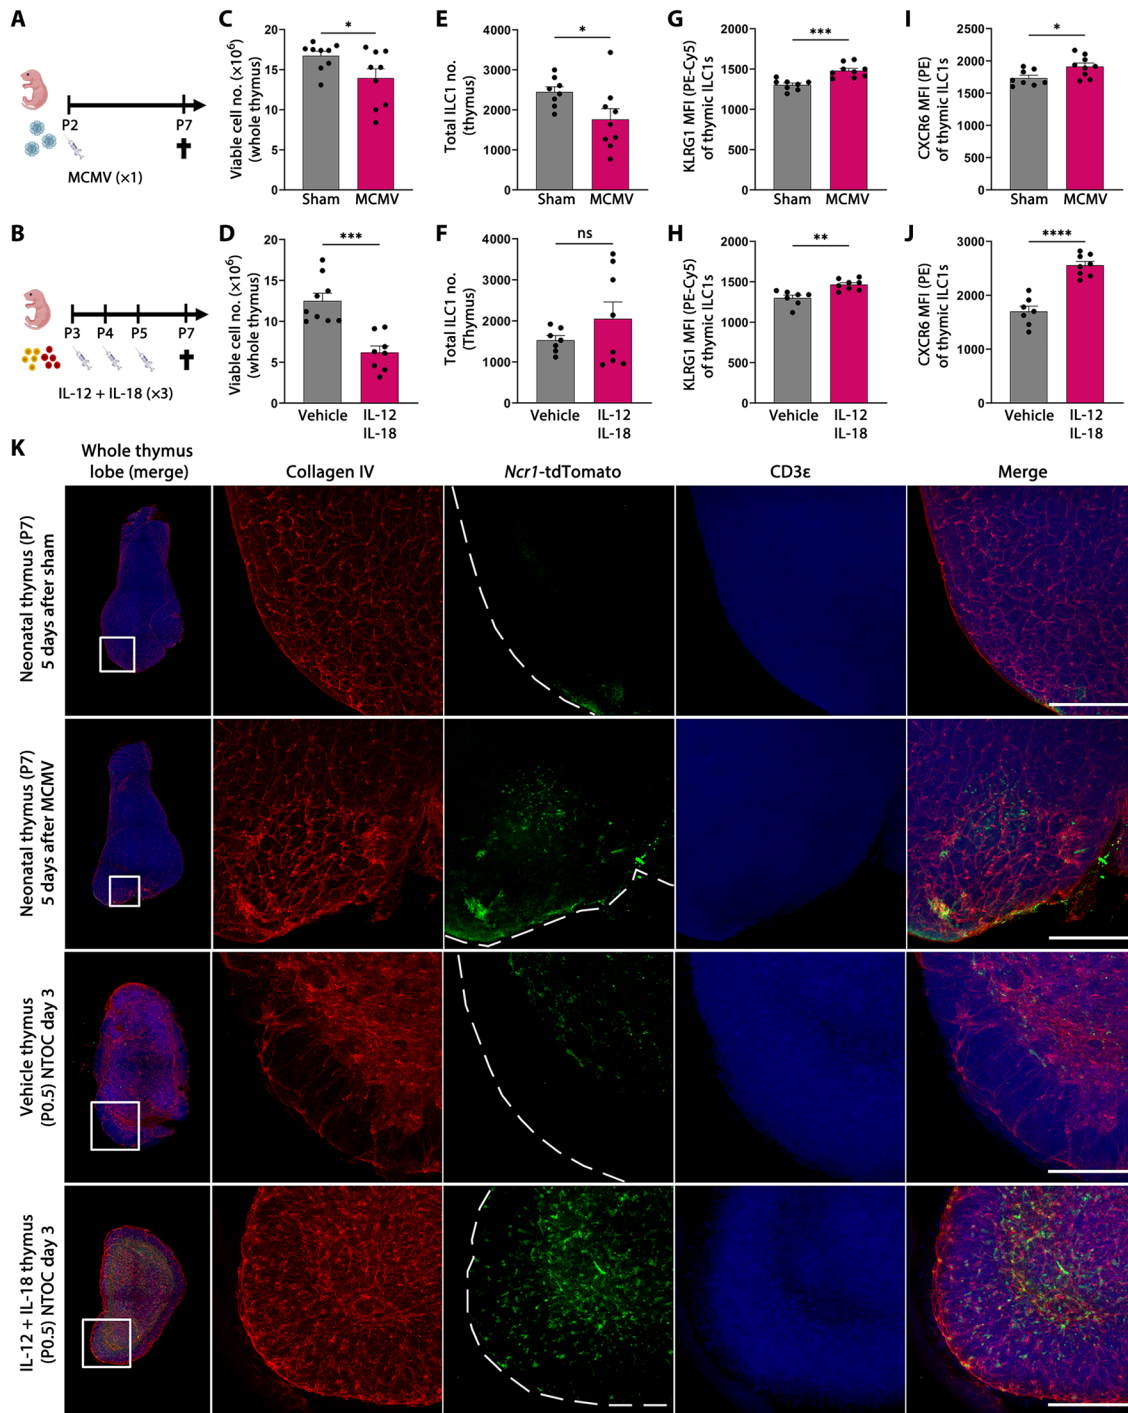 A
P2
P7
MCMV (×1)
C
Viable cell no. (×10⁶)
(whole thymus)
20
15
10
5
0
*
Sham
MCMV
E
Total ILC1 no.
(thymus)
4000
3000
2000
1000
0
*
Sham
MCMV
G
KLRG1 MFI (PE-Cy5)
of thymic ILC1s
2000
1500
1000
500
0
***
Sham
MCMV
I
CXCR6 MFI (PE)
of thymic ILC1s
2500
2000
1500
1000
500
0
*
Sham
MCMV
B
P3
P4
P5
P7
IL-12 + IL-18 (×3)
D
Viable cell no. (×10⁶)
(whole thymus)
20
15
10
5
0
***
Vehicle
IL-12
IL-18
F
Total ILC1 no.
(Thymus)
4000
3000
2000
1000
0
ns
Vehicle
IL-12
IL-18
H
KLRG1 MFI (PE-Cy5)
of thymic ILC1s
2000
1500
1000
500
0
**
Vehicle
IL-12
IL-18
J
CXCR6 MFI (PE)
of thymic ILC1s
3000
2000
1000
0
****
Vehicle
IL-12
IL-18
K
Whole thymus
lobe (merge)
Collagen IV
Ncr1-tdTomato
CD3ε
Merge
Neonatal thymus (P7)
5 days after sham
Neonatal thymus (P7)
5 days after MCMV
Vehicle thymus
(P0.5) NTOC day 3
IL-12 + IL-18 thymus
(P0.5) NTOC day 3